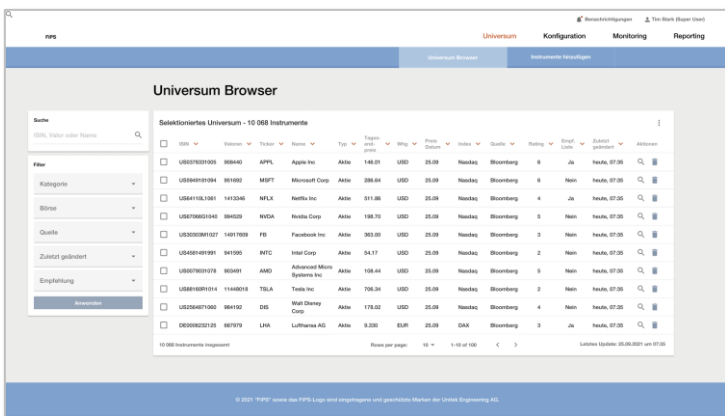 Benachrichtigungen Tim Stark (Super User)
FIPS Universum Konfiguration Monitoring Reporting
Universum Browser Instrumente hinzufügen
Universum Browser
Suche
ISIN, Valor oder Name
Filter
Kategorie
Börse
Quelle
Zuletzt geändert
Empfehlung
Anwenden
Selektioniertes Universum - 10 068 Instrumente
ISIN Valoren Ticker Name Typ Tages-end-preis Whg Preis Datum Index Quelle Rating Empf. Liste Zuletzt geändert Aktionen
US0378331005 908440 APPL Apple Inc Aktie 146.01 USD 25.09 Nasdaq Bloomberg 6 Ja heute, 07:35
US5949181094 951692 MSFT Microsoft Corp Aktie 286.64 USD 25.09 Nasdaq Bloomberg 6 Nein heute, 07:35
US64110L1061 1413346 NFLX Netflix Inc Aktie 511.86 USD 25.09 Nasdaq Bloomberg 4 Ja heute, 07:35
US67066G1040 994529 NVDA Nvidia Corp Aktie 198.70 USD 25.09 Nasdaq Bloomberg 5 Nein heute, 07:35
US30303M1027 14917609 FB Facebook Inc Aktie 363.00 USD 25.09 Nasdaq Bloomberg 3 Nein heute, 07:35
US4581491991 941595 INTC Intel Corp Aktie 54.17 USD 25.09 Nasdaq Bloomberg 2 Nein heute, 07:35
US0079031078 903491 AMD Advanced Micro Systems Inc Aktie 108.44 USD 25.09 Nasdaq Bloomberg 5 Nein heute, 07:35
US88160R1014 11448018 TSLA Tesla Inc Aktie 706.34 USD 25.09 Nasdaq Bloomberg 2 Nein heute, 07:35
US2564871060 984192 DIS Walt Disney Corp Aktie 178.02 USD 25.09 Nasdaq Bloomberg 4 Nein heute, 07:35
DE0008232125 667979 LHA Lufthansa AG Aktie 9.330 EUR 25.09 DAX Bloomberg 3 Ja heute, 07:35
10 068 Instrumente insgesamt Rows per page: 10 1-10 of 100 Letztes Update: 25.09.2021 um 07:35
© 2021 "FIPS" sowie das FIPS-Logo sind eingetragene und geschützte Marken der Unitek Engineering AG.